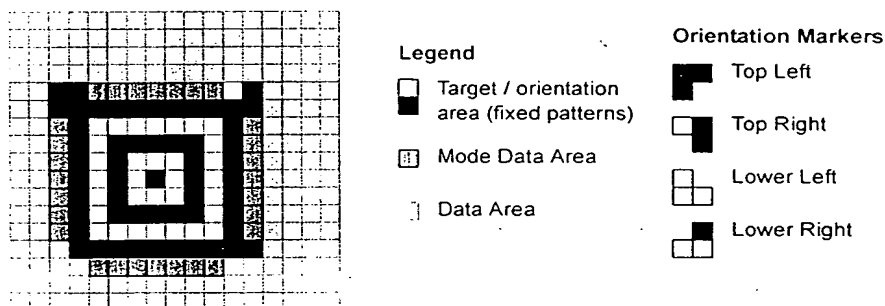 Legend
Target / orientation
area (fixed patterns)
Mode Data Area
Data Area
Orientation Markers
Top Left
Top Right
Lower Left
Lower Right